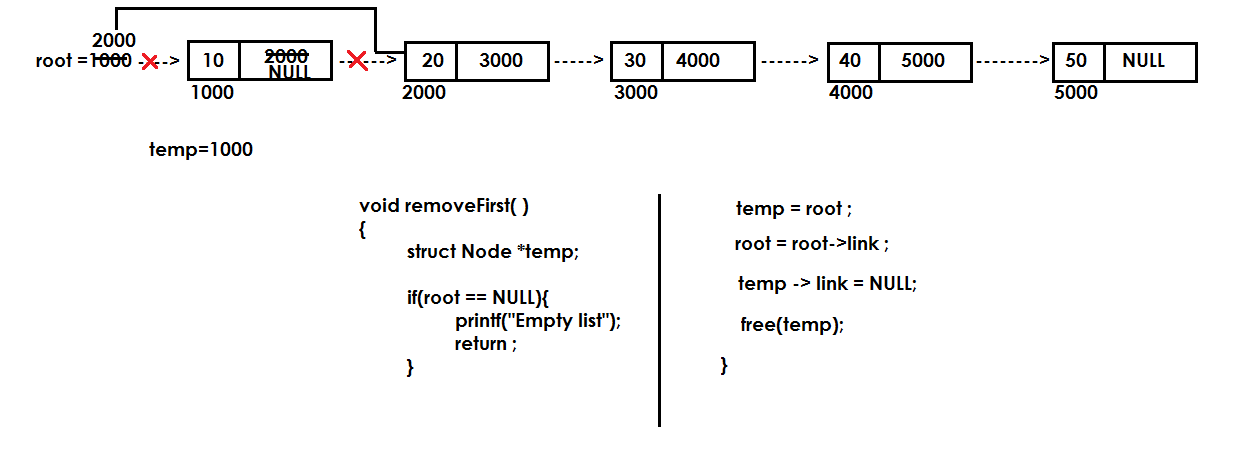 2000
root =1000 ----> 10 2000 -----> 20 3000 -----> 30 4000 ------> 40 5000 --------> 50 NULL
NULL
1000 2000 3000 4000 5000
temp=1000
void removeFirst( )
{
struct Node *temp;
if(root == NULL){
printf("Empty list");
return ;
}
temp = root ;
root = root->link ;
temp -> link = NULL;
free(temp);
}